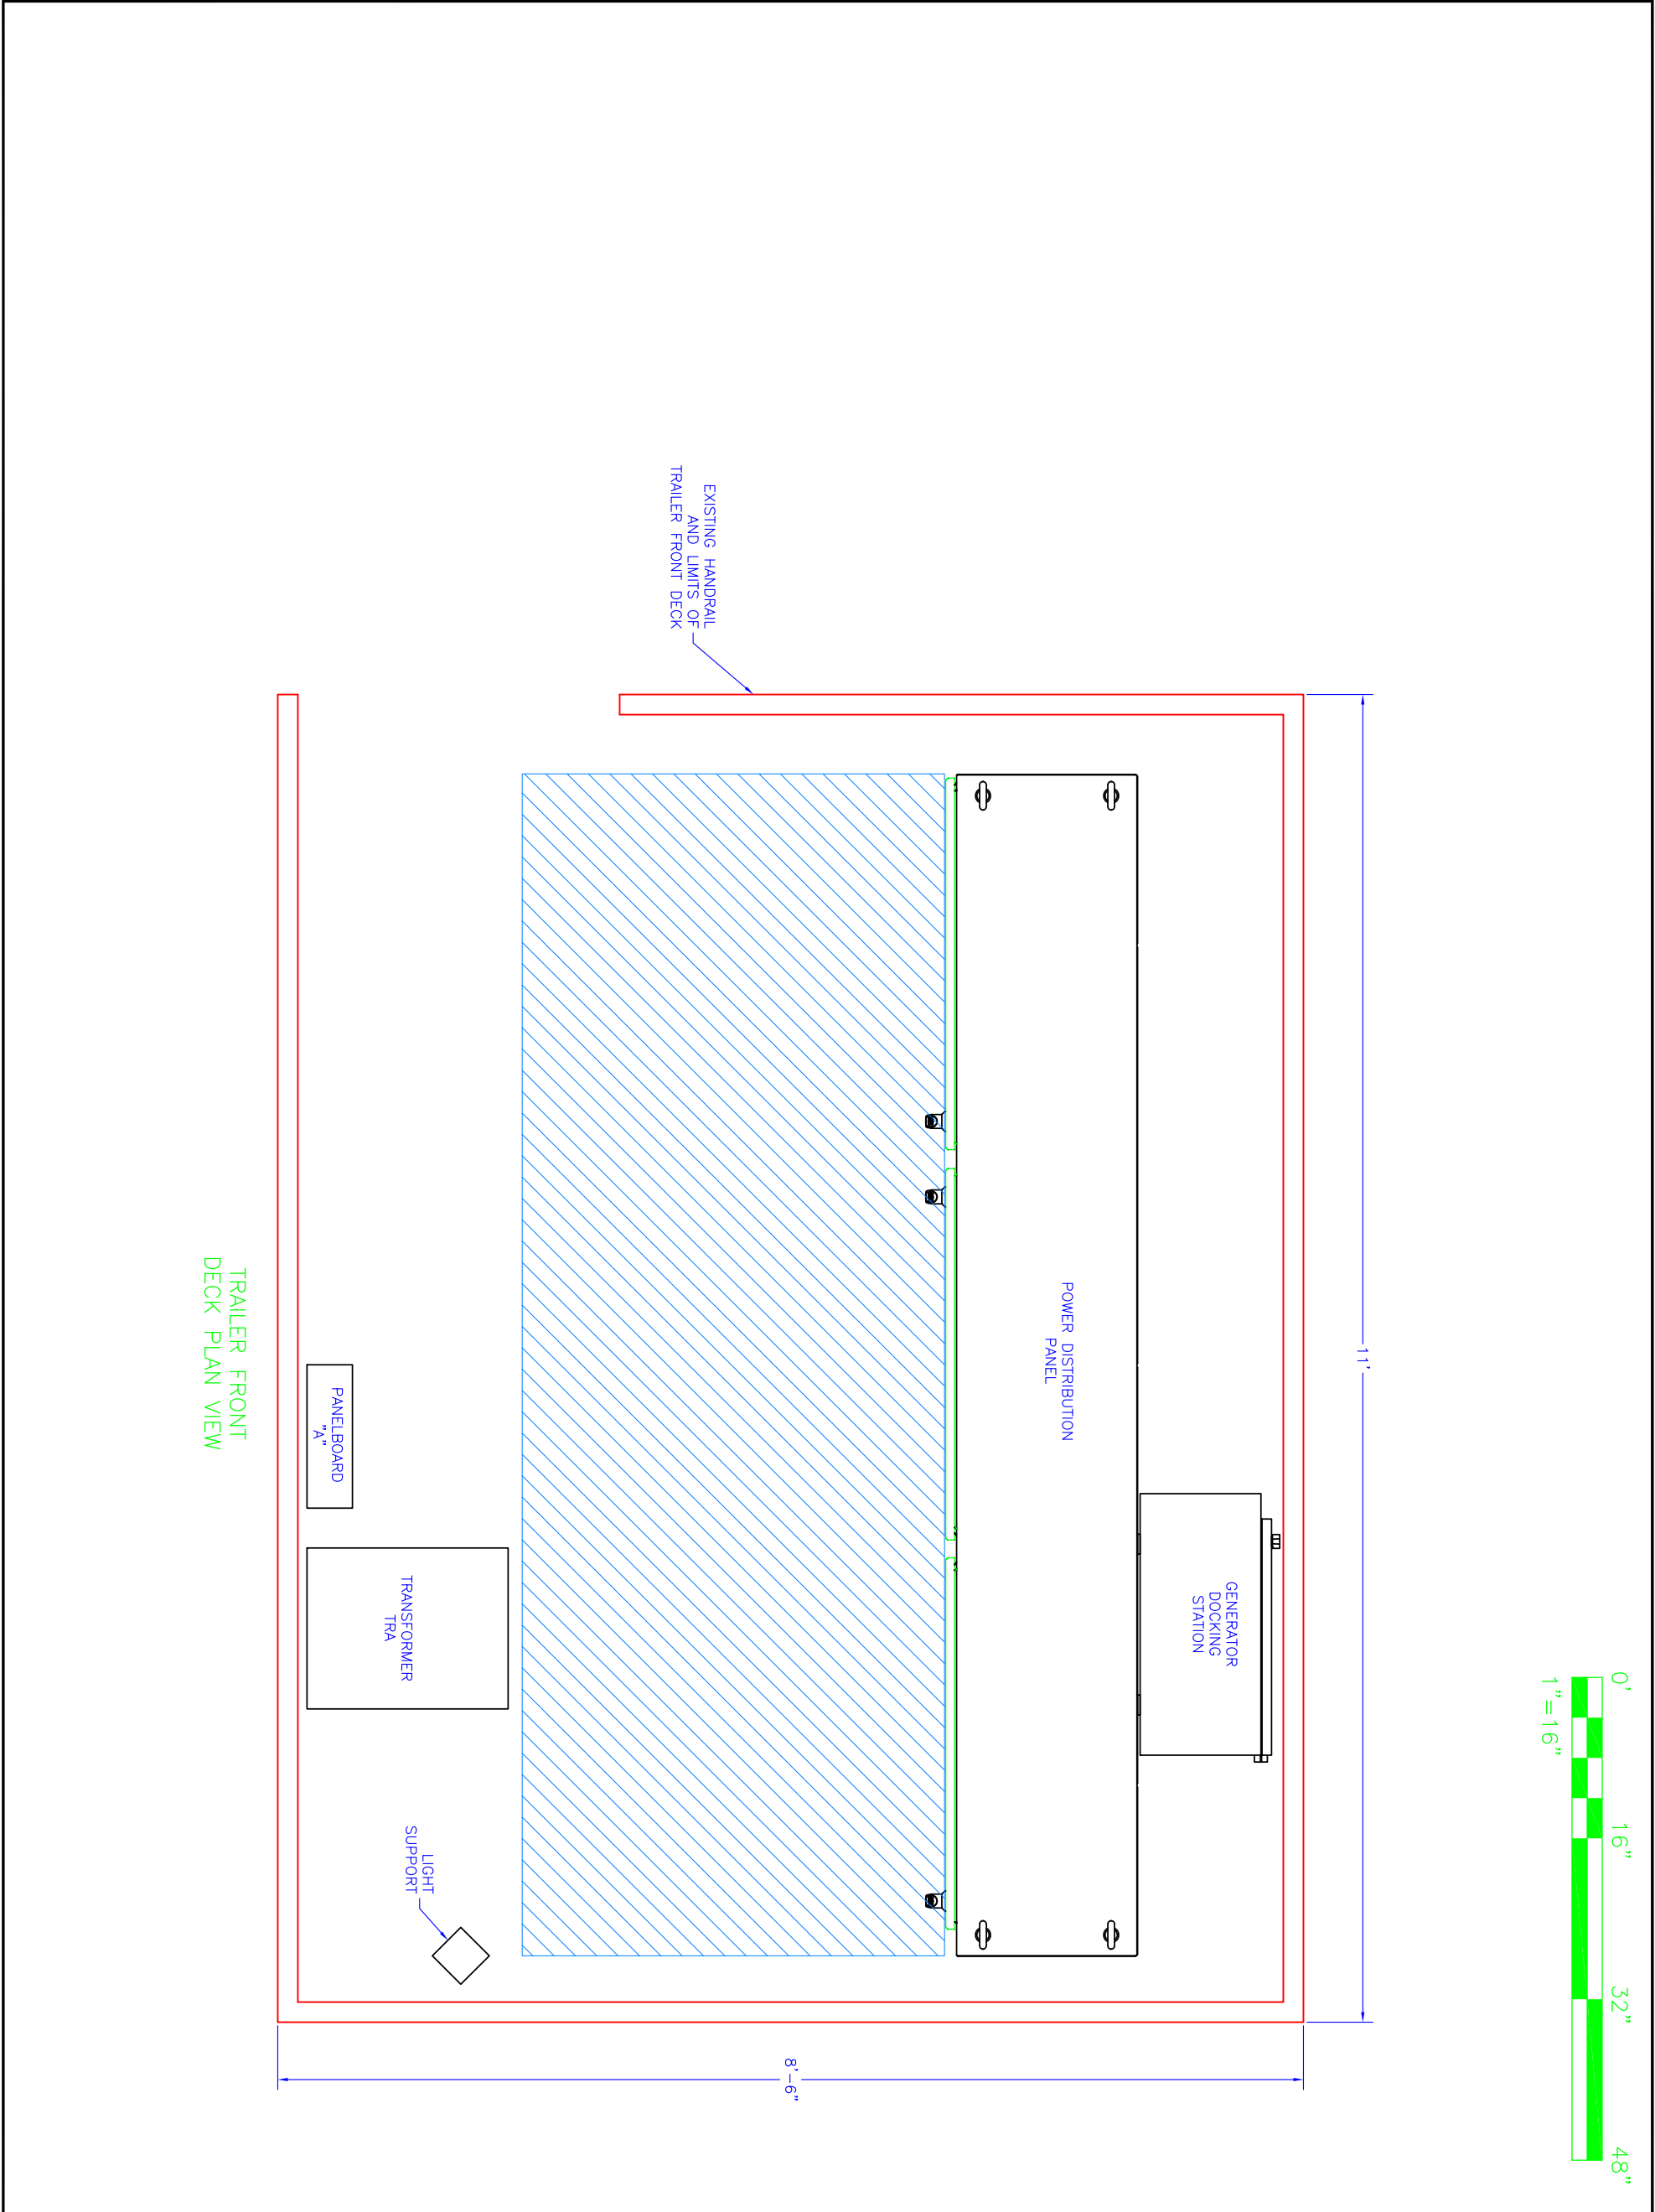 0' 16" 32" 48"
1"=16"
11'
GENERATOR
DOCKING
STATION
POWER DISTRIBUTION
PANEL
8'-6"
EXISTING HANDRAIL
AND LIMITS OF
TRAILER FRONT DECK
LIGHT
SUPPORT
TRANSFORMER
TRA
PANELBOARD
"A"
TRAILER FRONT
DECK PLAN VIEW